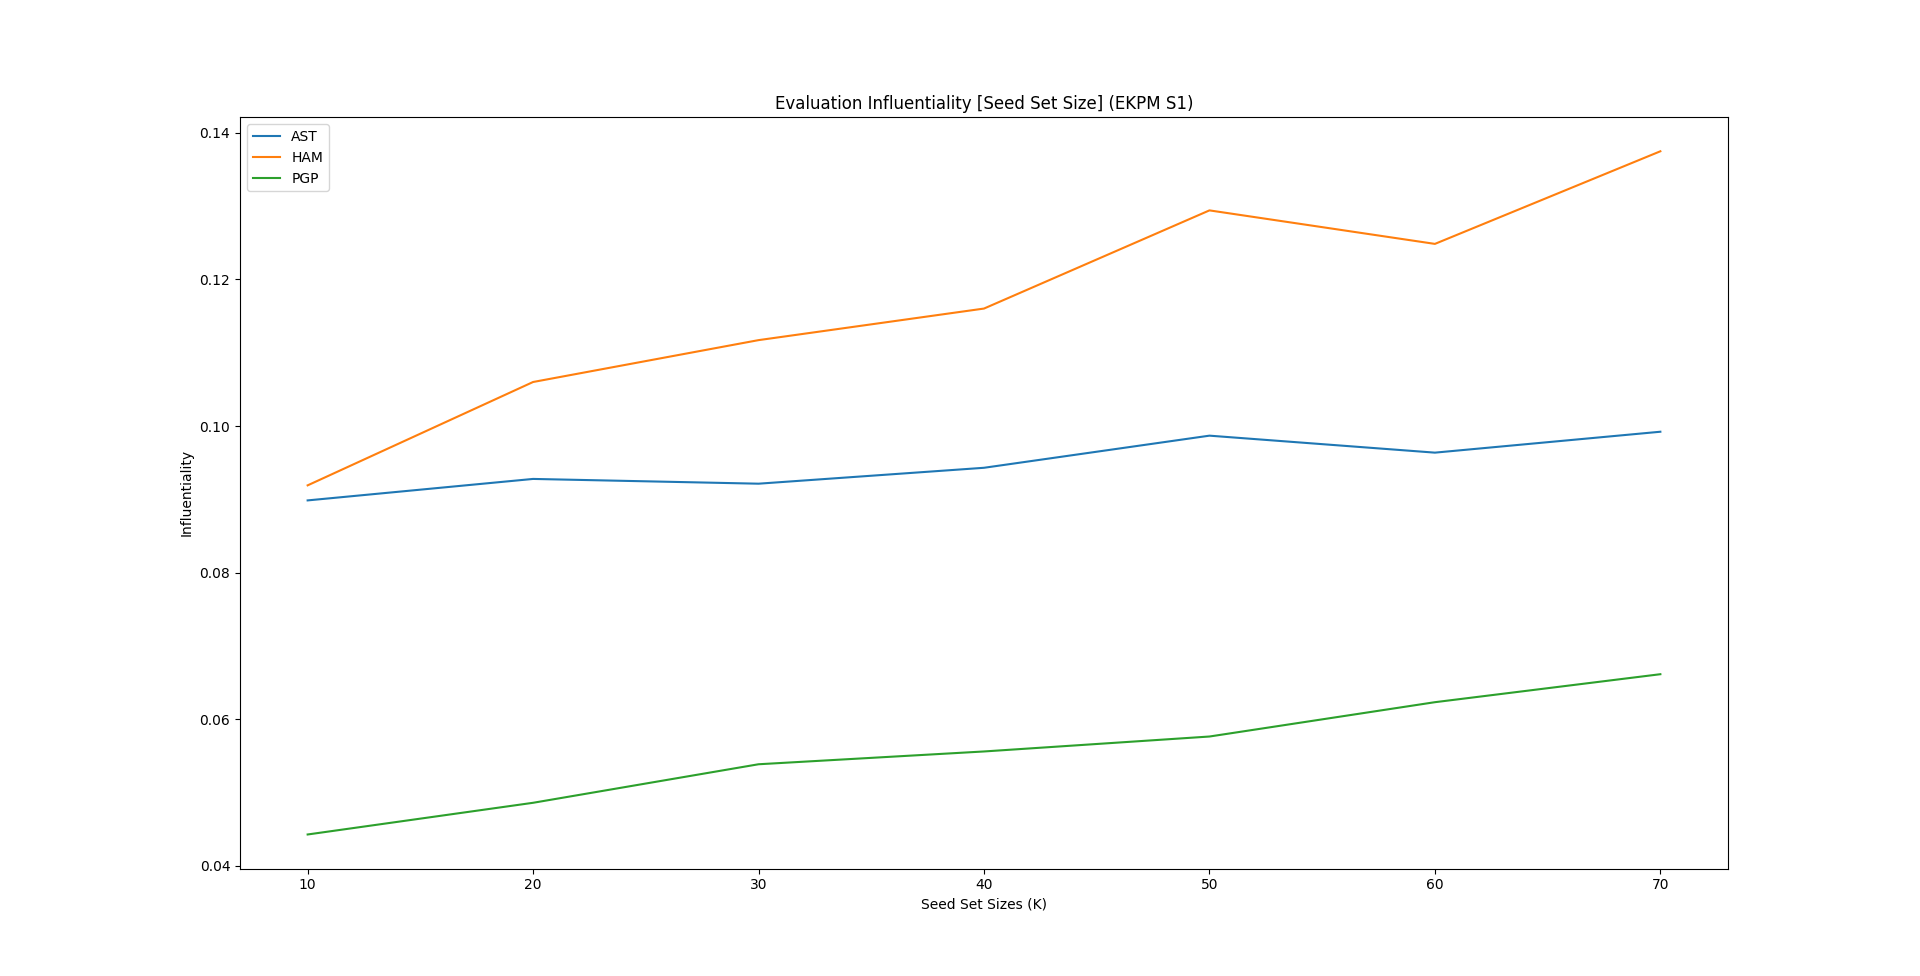 Evaluation Influentiality [Seed Set Size] (EKPM S1)
AST
HAM
PGP
0.14
0.12
0.10
0.08
0.06
0.04
Influentiality
10 20 30 40 50 60 70
Seed Set Sizes (K)